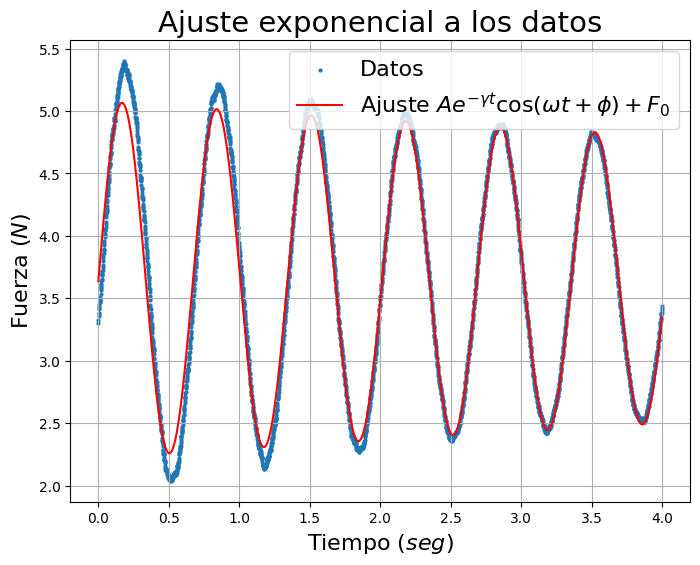 Ajuste exponencial a los datos
Datos
Ajuste $Ae^{-\gamma t}\cos(\omega t + \phi) + F_0$
Fuerza (N)
5.5
5.0
4.5
4.0
3.5
3.0
2.5
2.0
0.0 0.5 1.0 1.5 2.0 2.5 3.0 3.5 4.0
Tiempo (seg)